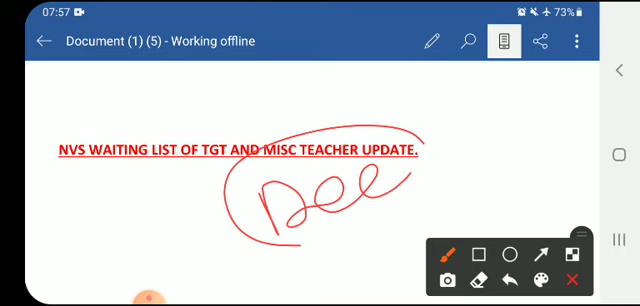 07:57
73%
Document (1) (5) - Working offline
NVS WAITING LIST OF TGT AND MISC TEACHER UPDATE.
Dee